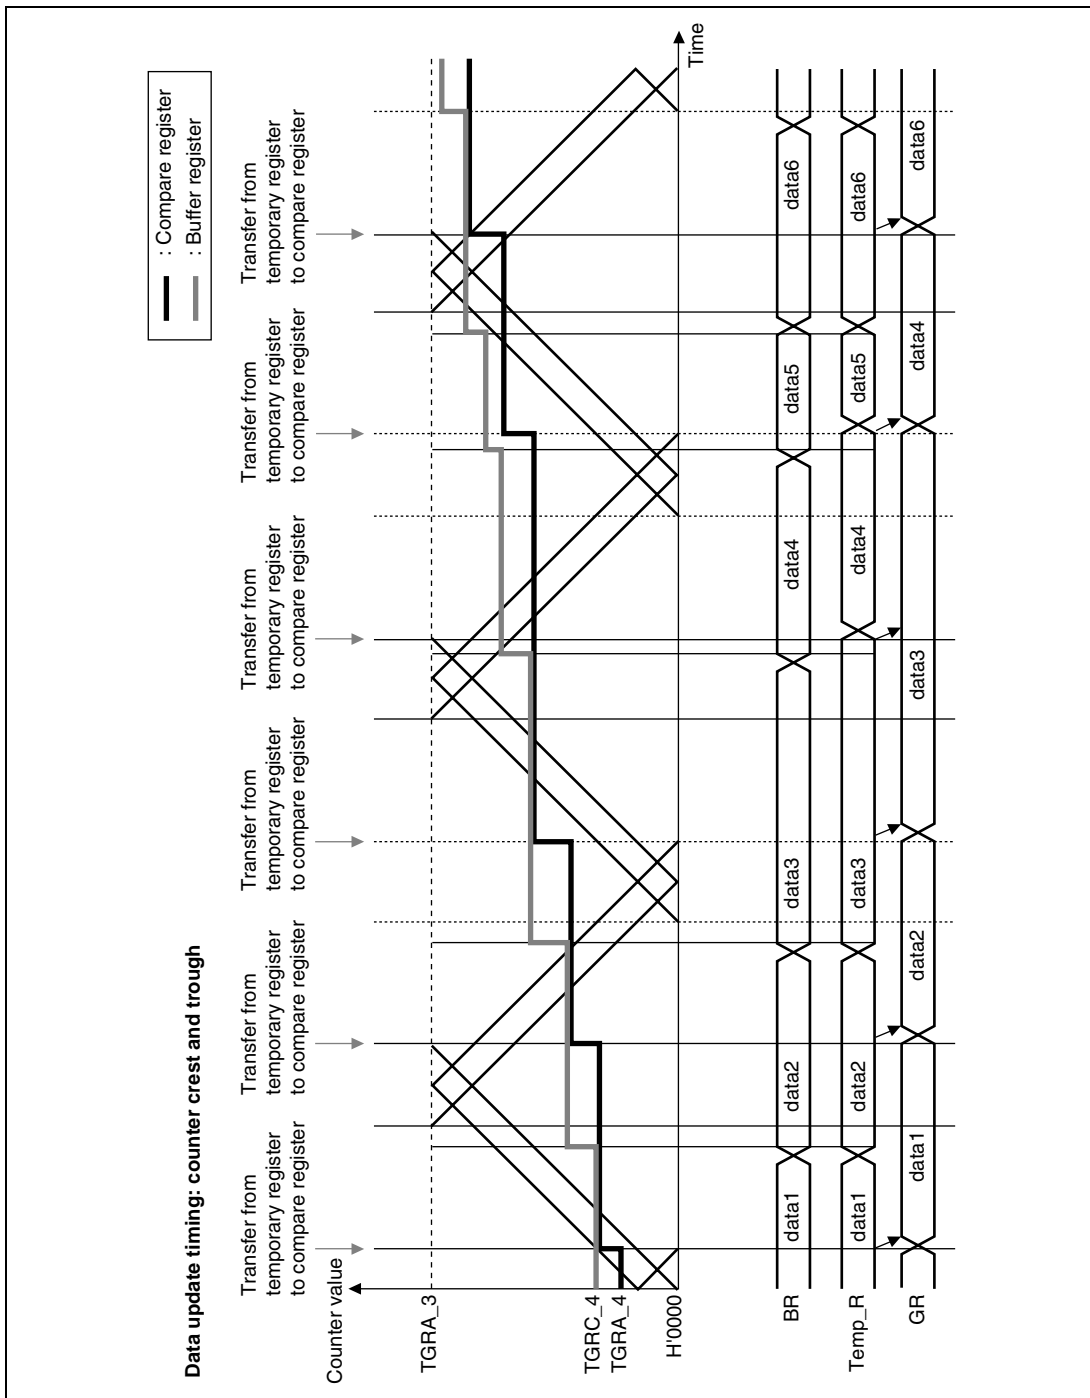 Data update timing: counter crest and trough
: Compare register
: Buffer register
Transfer from
temporary register
to compare register
Transfer from
temporary register
to compare register
Transfer from
temporary register
to compare register
Transfer from
temporary register
to compare register
Transfer from
temporary register
to compare register
Transfer from
temporary register
to compare register
Counter value
TGRA_3
TGRC_4
TGRA_4
H'0000
Time
BR
data1
data2
data3
data4
data5
data6
Temp_R
data1
data2
data3
data4
data5
data6
GR
data1
data2
data3
data4
data6